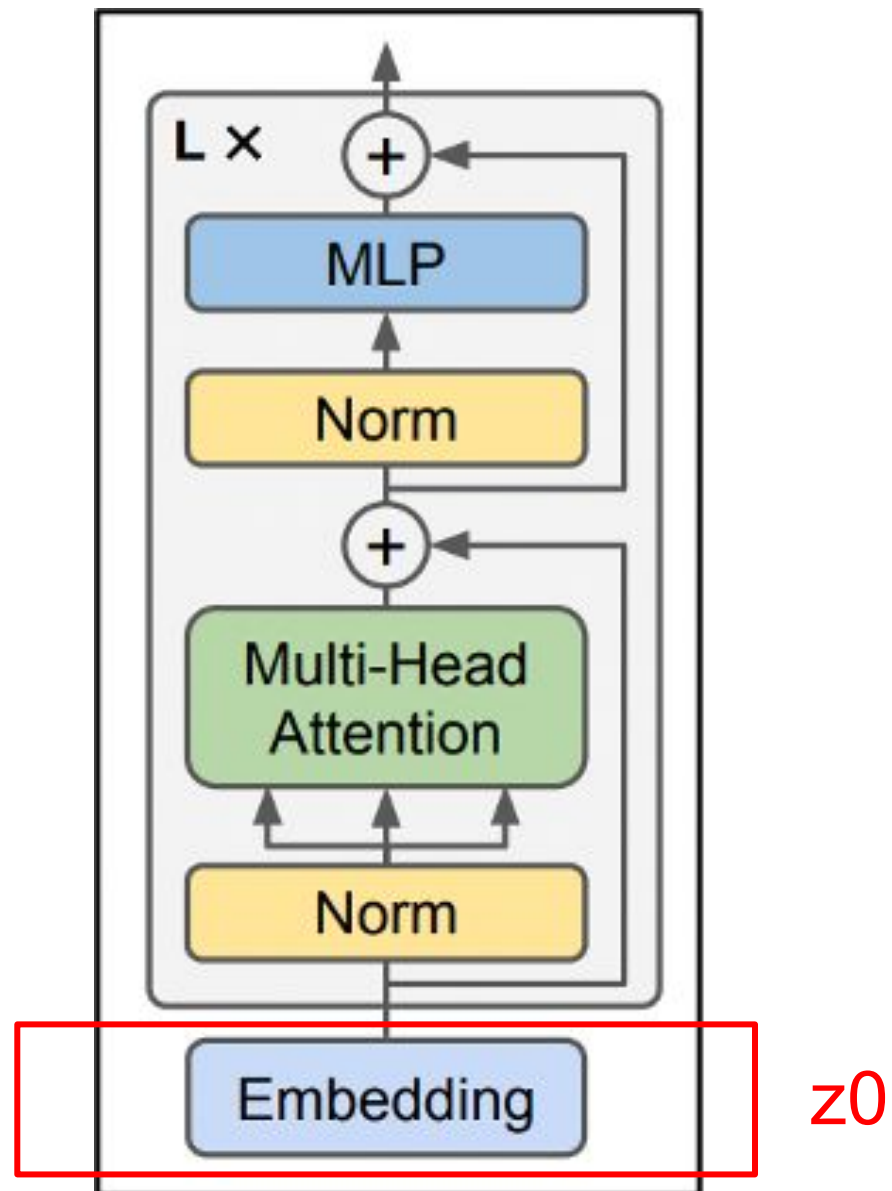 L ×
+
MLP
Norm
+
Multi-Head
Attention
Norm
Embedding
z0